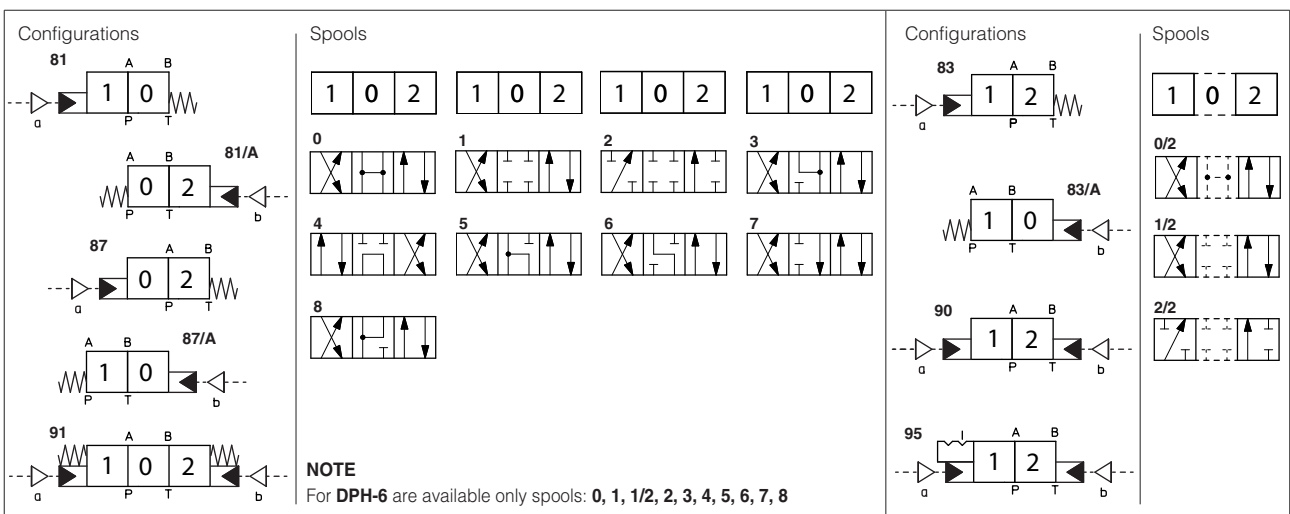 Configurations
Spools
Configurations
Spools
81
A B
1 0
a
P T
81/A
A B
0 2
P T
b
87
A B
0 2
a
P T
87/A
A B
1 0
P T
b
91
A B
1 0 2
a
P T
b
1 0 2
1 0 2
1 0 2
1 0 2
0
1
2
3
4
5
6
7
8
NOTE
For DPH-6 are available only spools: 0, 1, 1/2, 2, 3, 4, 5, 6, 7, 8
83
A B
1 2
a
P T
83/A
A B
1 0
P T
b
90
A B
1 2
a
P T
b
95
A B
1 2
a
P T
b
1 0 2
0/2
1/2
2/2